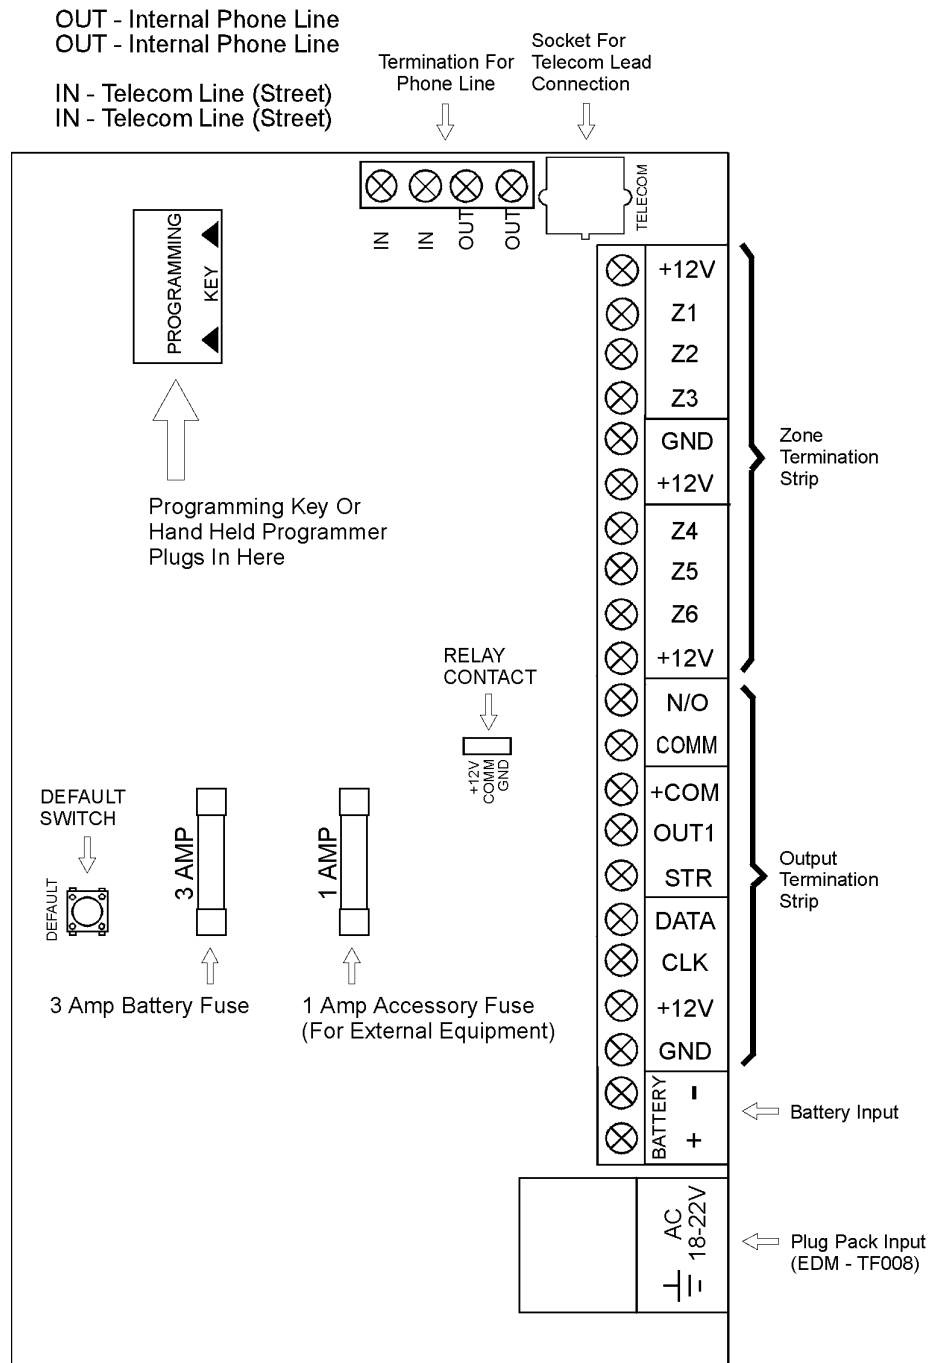 OUT - Internal Phone Line
OUT - Internal Phone Line
IN - Telecom Line (Street)
IN - Telecom Line (Street)
Termination For
Phone Line
Socket For
Telecom Lead
Connection
IN
IN
OUT
OUT
TELECOM
PROGRAMMING
KEY
Programming Key Or
Hand Held Programmer
Plugs In Here
+12V
Z1
Z2
Z3
GND
+12V
Z4
Z5
Z6
+12V
Zone
Termination
Strip
RELAY
CONTACT
+12V
COMM
GND
N/O
COMM
+COM
OUT1
STR
DATA
CLK
+12V
GND
Output
Termination
Strip
DEFAULT
SWITCH
DEFAULT
3 AMP
1 AMP
3 Amp Battery Fuse
1 Amp Accessory Fuse
(For External Equipment)
BATTERY
-
+
Battery Input
AC
18-22V
Plug Pack Input
(EDM - TF008)